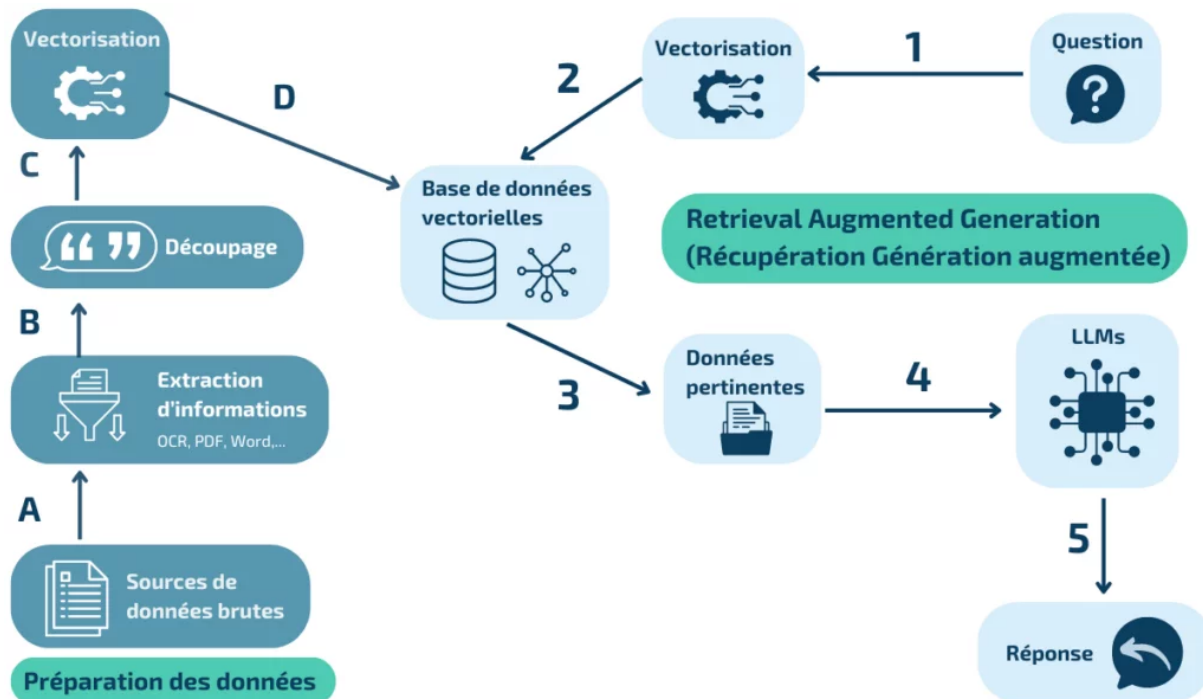 Vectorisation
D
C
Découpage
B
Extraction
d'informations
OCR, PDF, Word,...
A
Sources de
données brutes
Préparation des données
Question
1
Vectorisation
2
Base de données
vectorielles
Retrieval Augmented Generation
(Récupération Génération augmentée)
3
Données
pertinentes
4
LLMs
5
Réponse